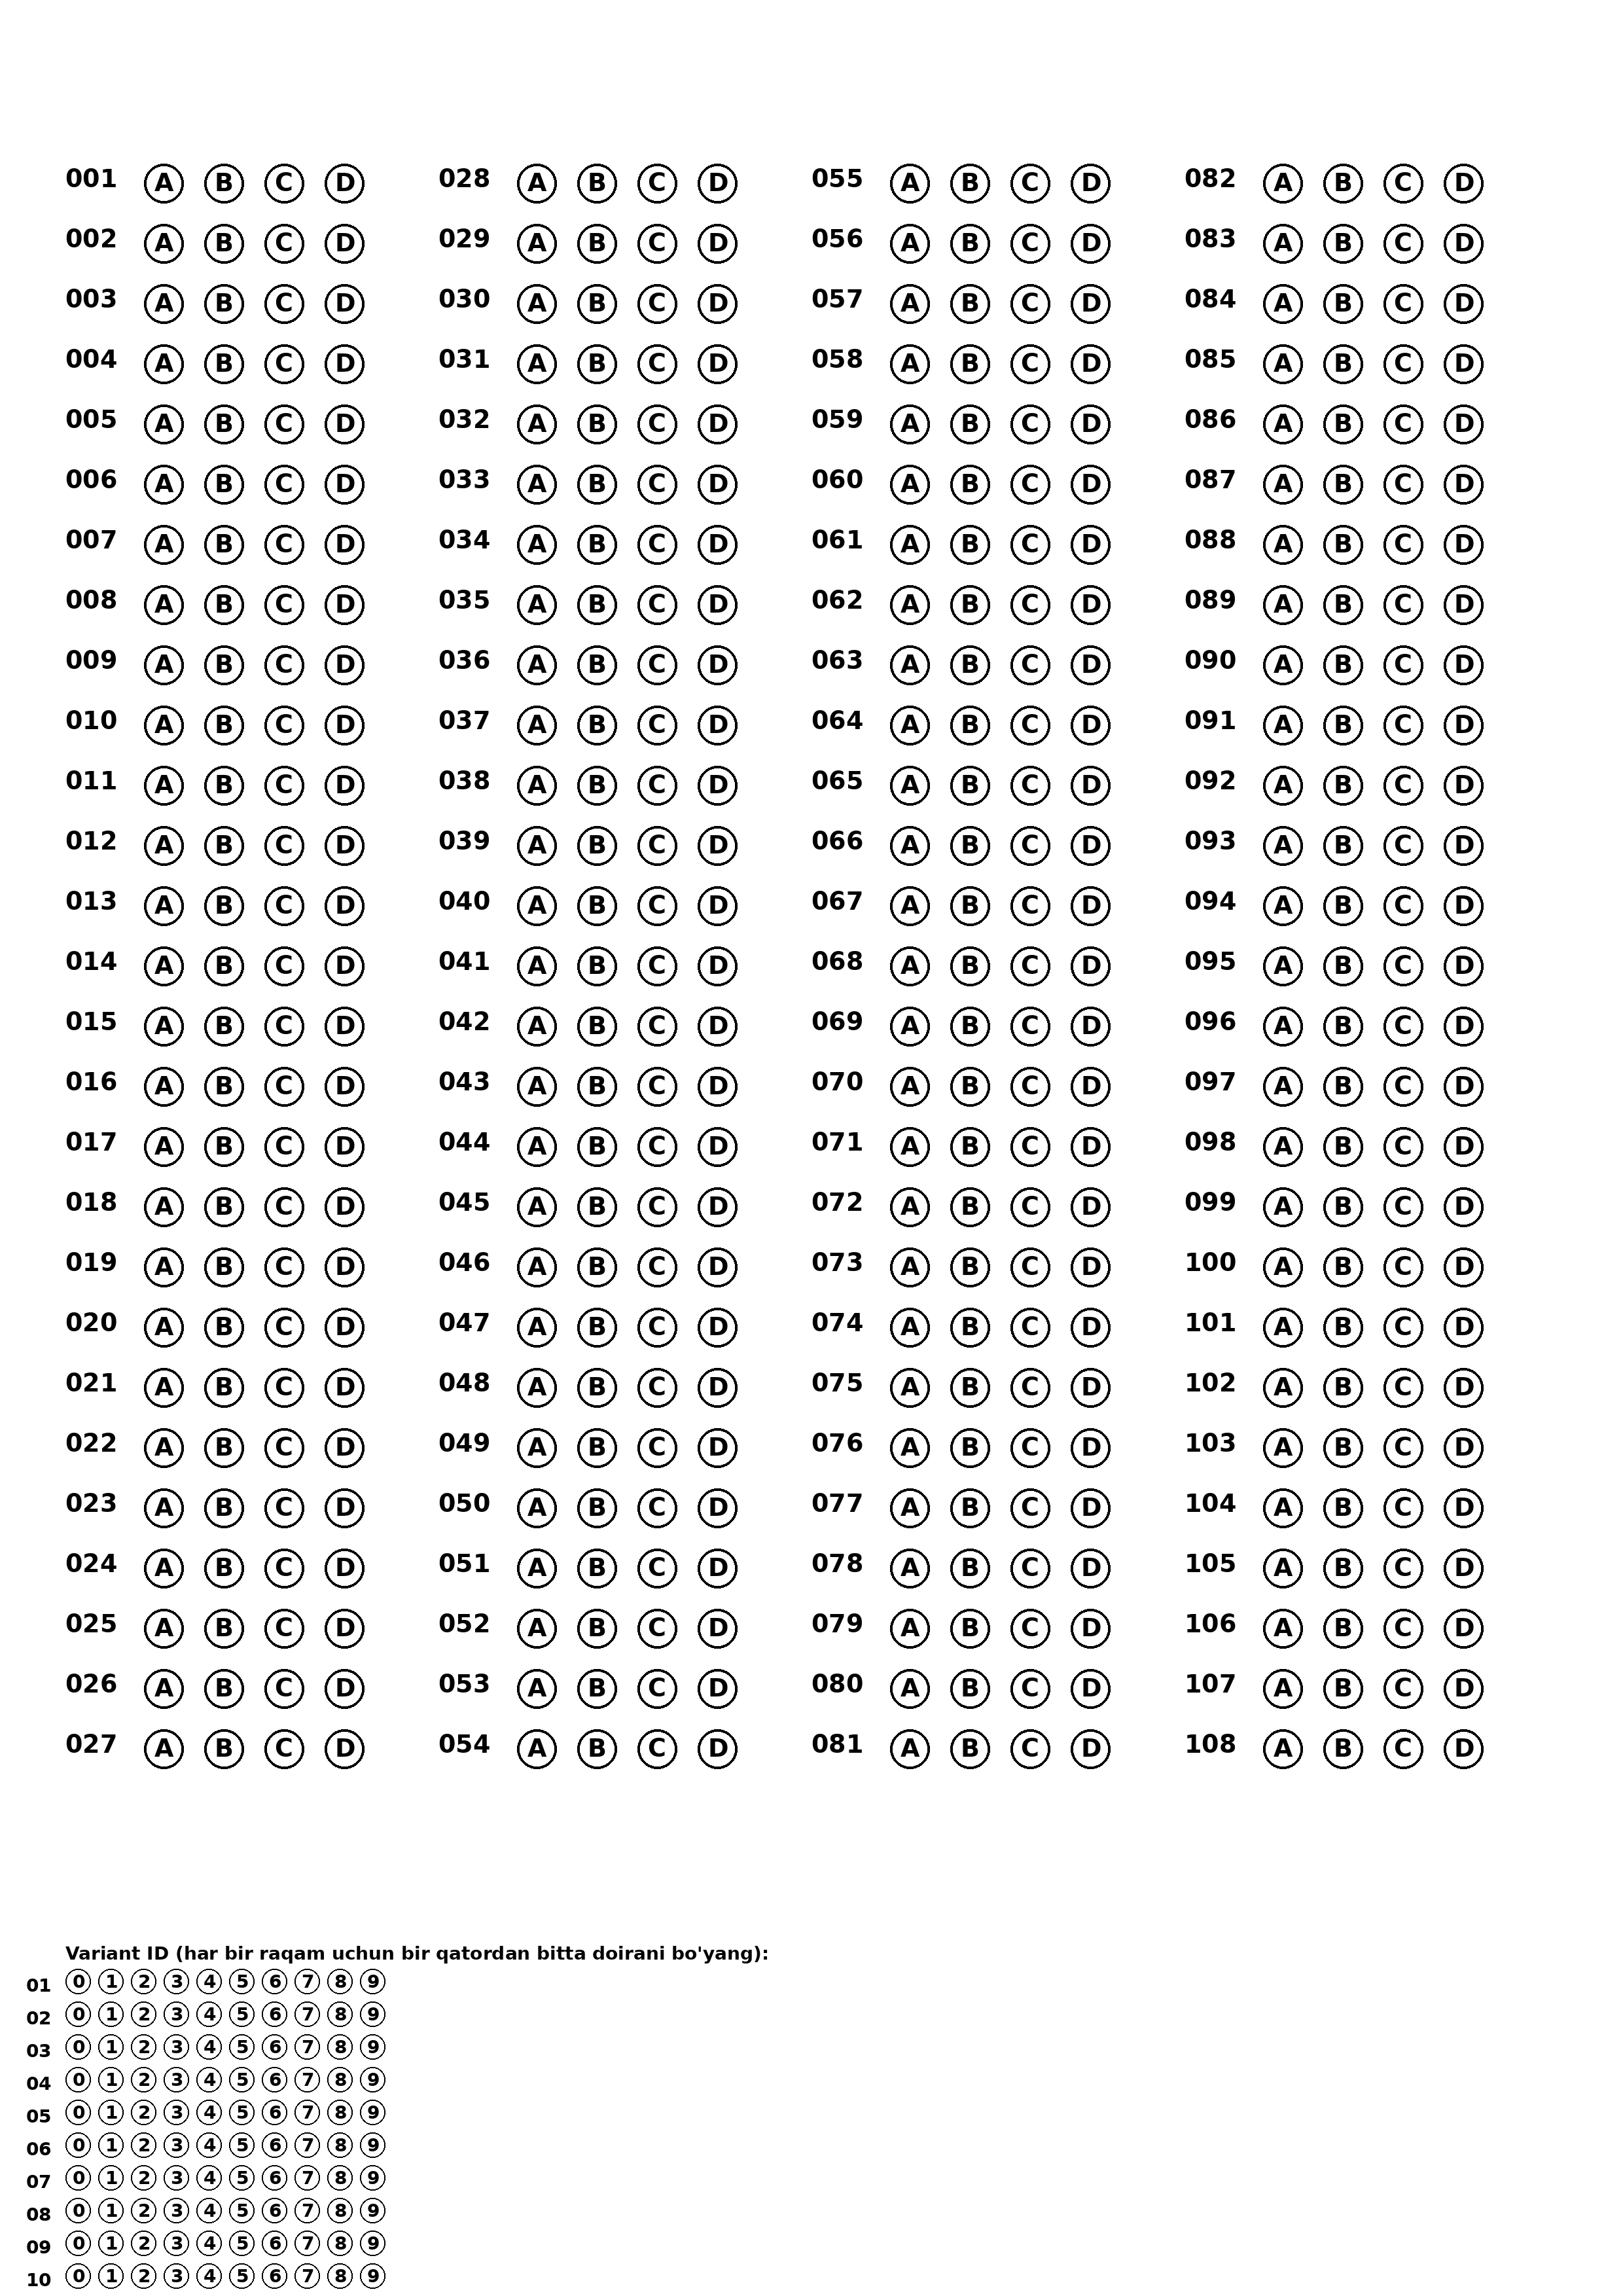 001 A B C D 028 A B C D 055 A B C D 082 A B C D
002 A B C D 029 A B C D 056 A B C D 083 A B C D
003 A B C D 030 A B C D 057 A B C D 084 A B C D
004 A B C D 031 A B C D 058 A B C D 085 A B C D
005 A B C D 032 A B C D 059 A B C D 086 A B C D
006 A B C D 033 A B C D 060 A B C D 087 A B C D
007 A B C D 034 A B C D 061 A B C D 088 A B C D
008 A B C D 035 A B C D 062 A B C D 089 A B C D
009 A B C D 036 A B C D 063 A B C D 090 A B C D
010 A B C D 037 A B C D 064 A B C D 091 A B C D
011 A B C D 038 A B C D 065 A B C D 092 A B C D
012 A B C D 039 A B C D 066 A B C D 093 A B C D
013 A B C D 040 A B C D 067 A B C D 094 A B C D
014 A B C D 041 A B C D 068 A B C D 095 A B C D
015 A B C D 042 A B C D 069 A B C D 096 A B C D
016 A B C D 043 A B C D 070 A B C D 097 A B C D
017 A B C D 044 A B C D 071 A B C D 098 A B C D
018 A B C D 045 A B C D 072 A B C D 099 A B C D
019 A B C D 046 A B C D 073 A B C D 100 A B C D
020 A B C D 047 A B C D 074 A B C D 101 A B C D
021 A B C D 048 A B C D 075 A B C D 102 A B C D
022 A B C D 049 A B C D 076 A B C D 103 A B C D
023 A B C D 050 A B C D 077 A B C D 104 A B C D
024 A B C D 051 A B C D 078 A B C D 105 A B C D
025 A B C D 052 A B C D 079 A B C D 106 A B C D
026 A B C D 053 A B C D 080 A B C D 107 A B C D
027 A B C D 054 A B C D 081 A B C D 108 A B C D
Variant ID (har bir raqam uchun bir qatordan bitta doirani bo'yang):
01 0 1 2 3 4 5 6 7 8 9
02 0 1 2 3 4 5 6 7 8 9
03 0 1 2 3 4 5 6 7 8 9
04 0 1 2 3 4 5 6 7 8 9
05 0 1 2 3 4 5 6 7 8 9
06 0 1 2 3 4 5 6 7 8 9
07 0 1 2 3 4 5 6 7 8 9
08 0 1 2 3 4 5 6 7 8 9
09 0 1 2 3 4 5 6 7 8 9
10 0 1 2 3 4 5 6 7 8 9